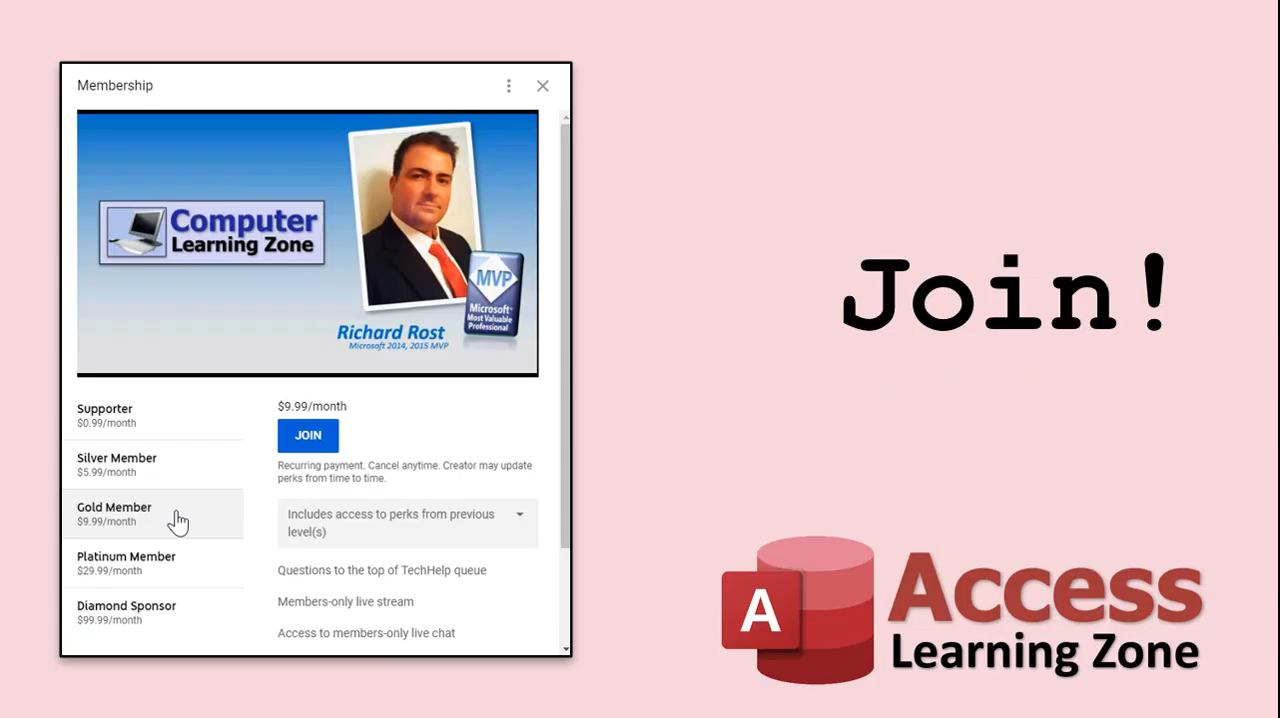 Membership
Computer
Learning Zone
MVP
Microsoft®
Most Valuable
Professional
Richard Rost
Microsoft 2014, 2015 MVP
Supporter
$0.99/month
Silver Member
$5.99/month
Gold Member
$9.99/month
Platinum Member
$29.99/month
Diamond Sponsor
$99.99/month
$9.99/month
JOIN
Recurring payment. Cancel anytime. Creator may update
perks from time to time.
Includes access to perks from previous
level(s)
Questions to the top of TechHelp queue
Members-only live stream
Access to members-only live chat
Join!
A
Access
Learning Zone